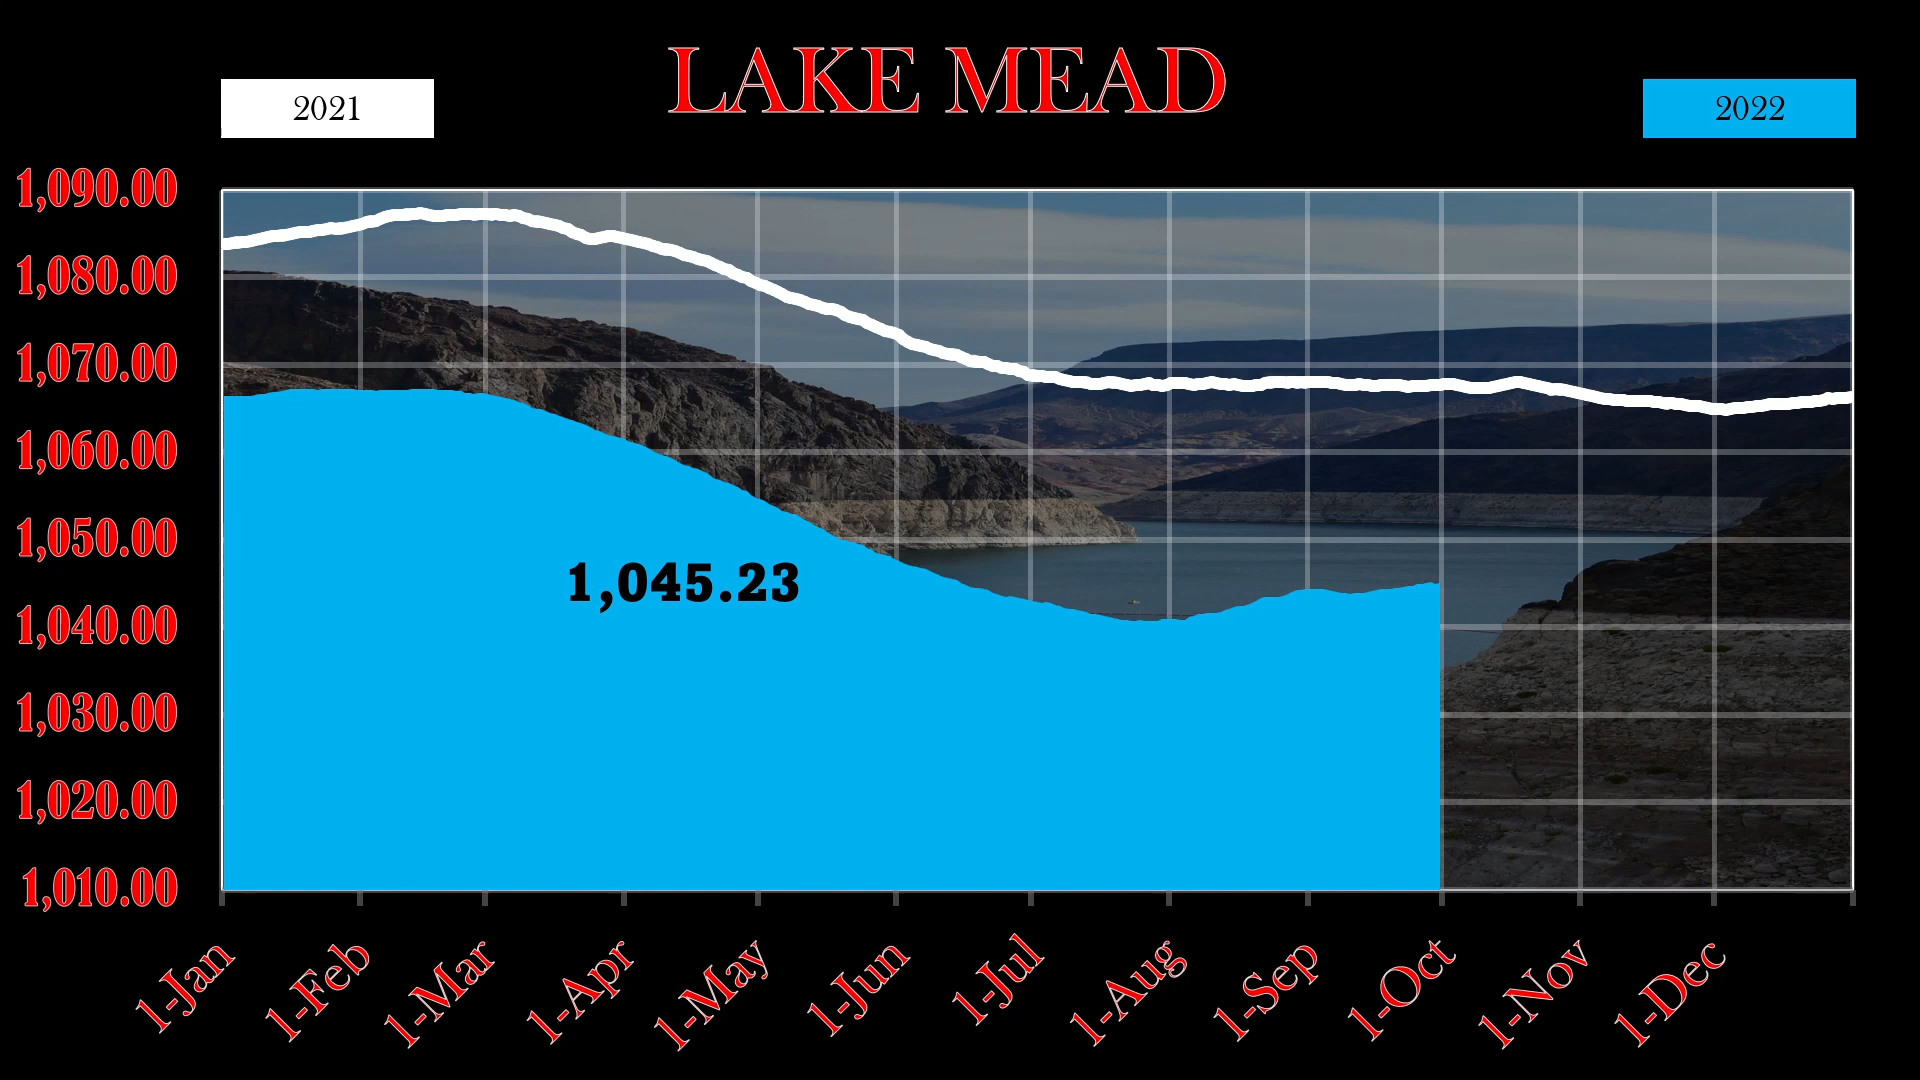 LAKE MEAD
2021
2022
1,090.00
1,080.00
1,070.00
1,060.00
1,050.00
1,040.00
1,030.00
1,020.00
1,010.00
1,045.23
1-Jan
1-Feb
1-Mar
1-Apr
1-May
1-Jun
1-Jul
1-Aug
1-Sep
1-Oct
1-Nov
1-Dec